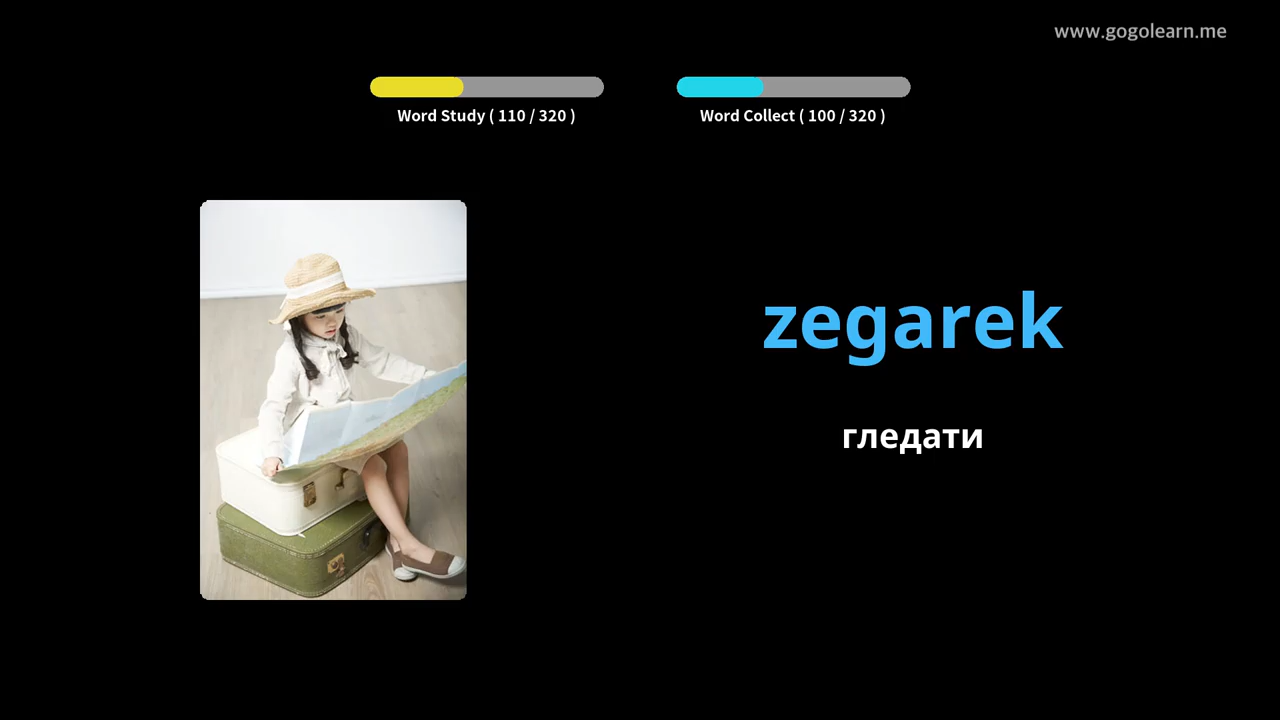 www.gogolearn.me
Word Study ( 110 / 320 )
Word Collect ( 100 / 320 )
zegarek
гледати